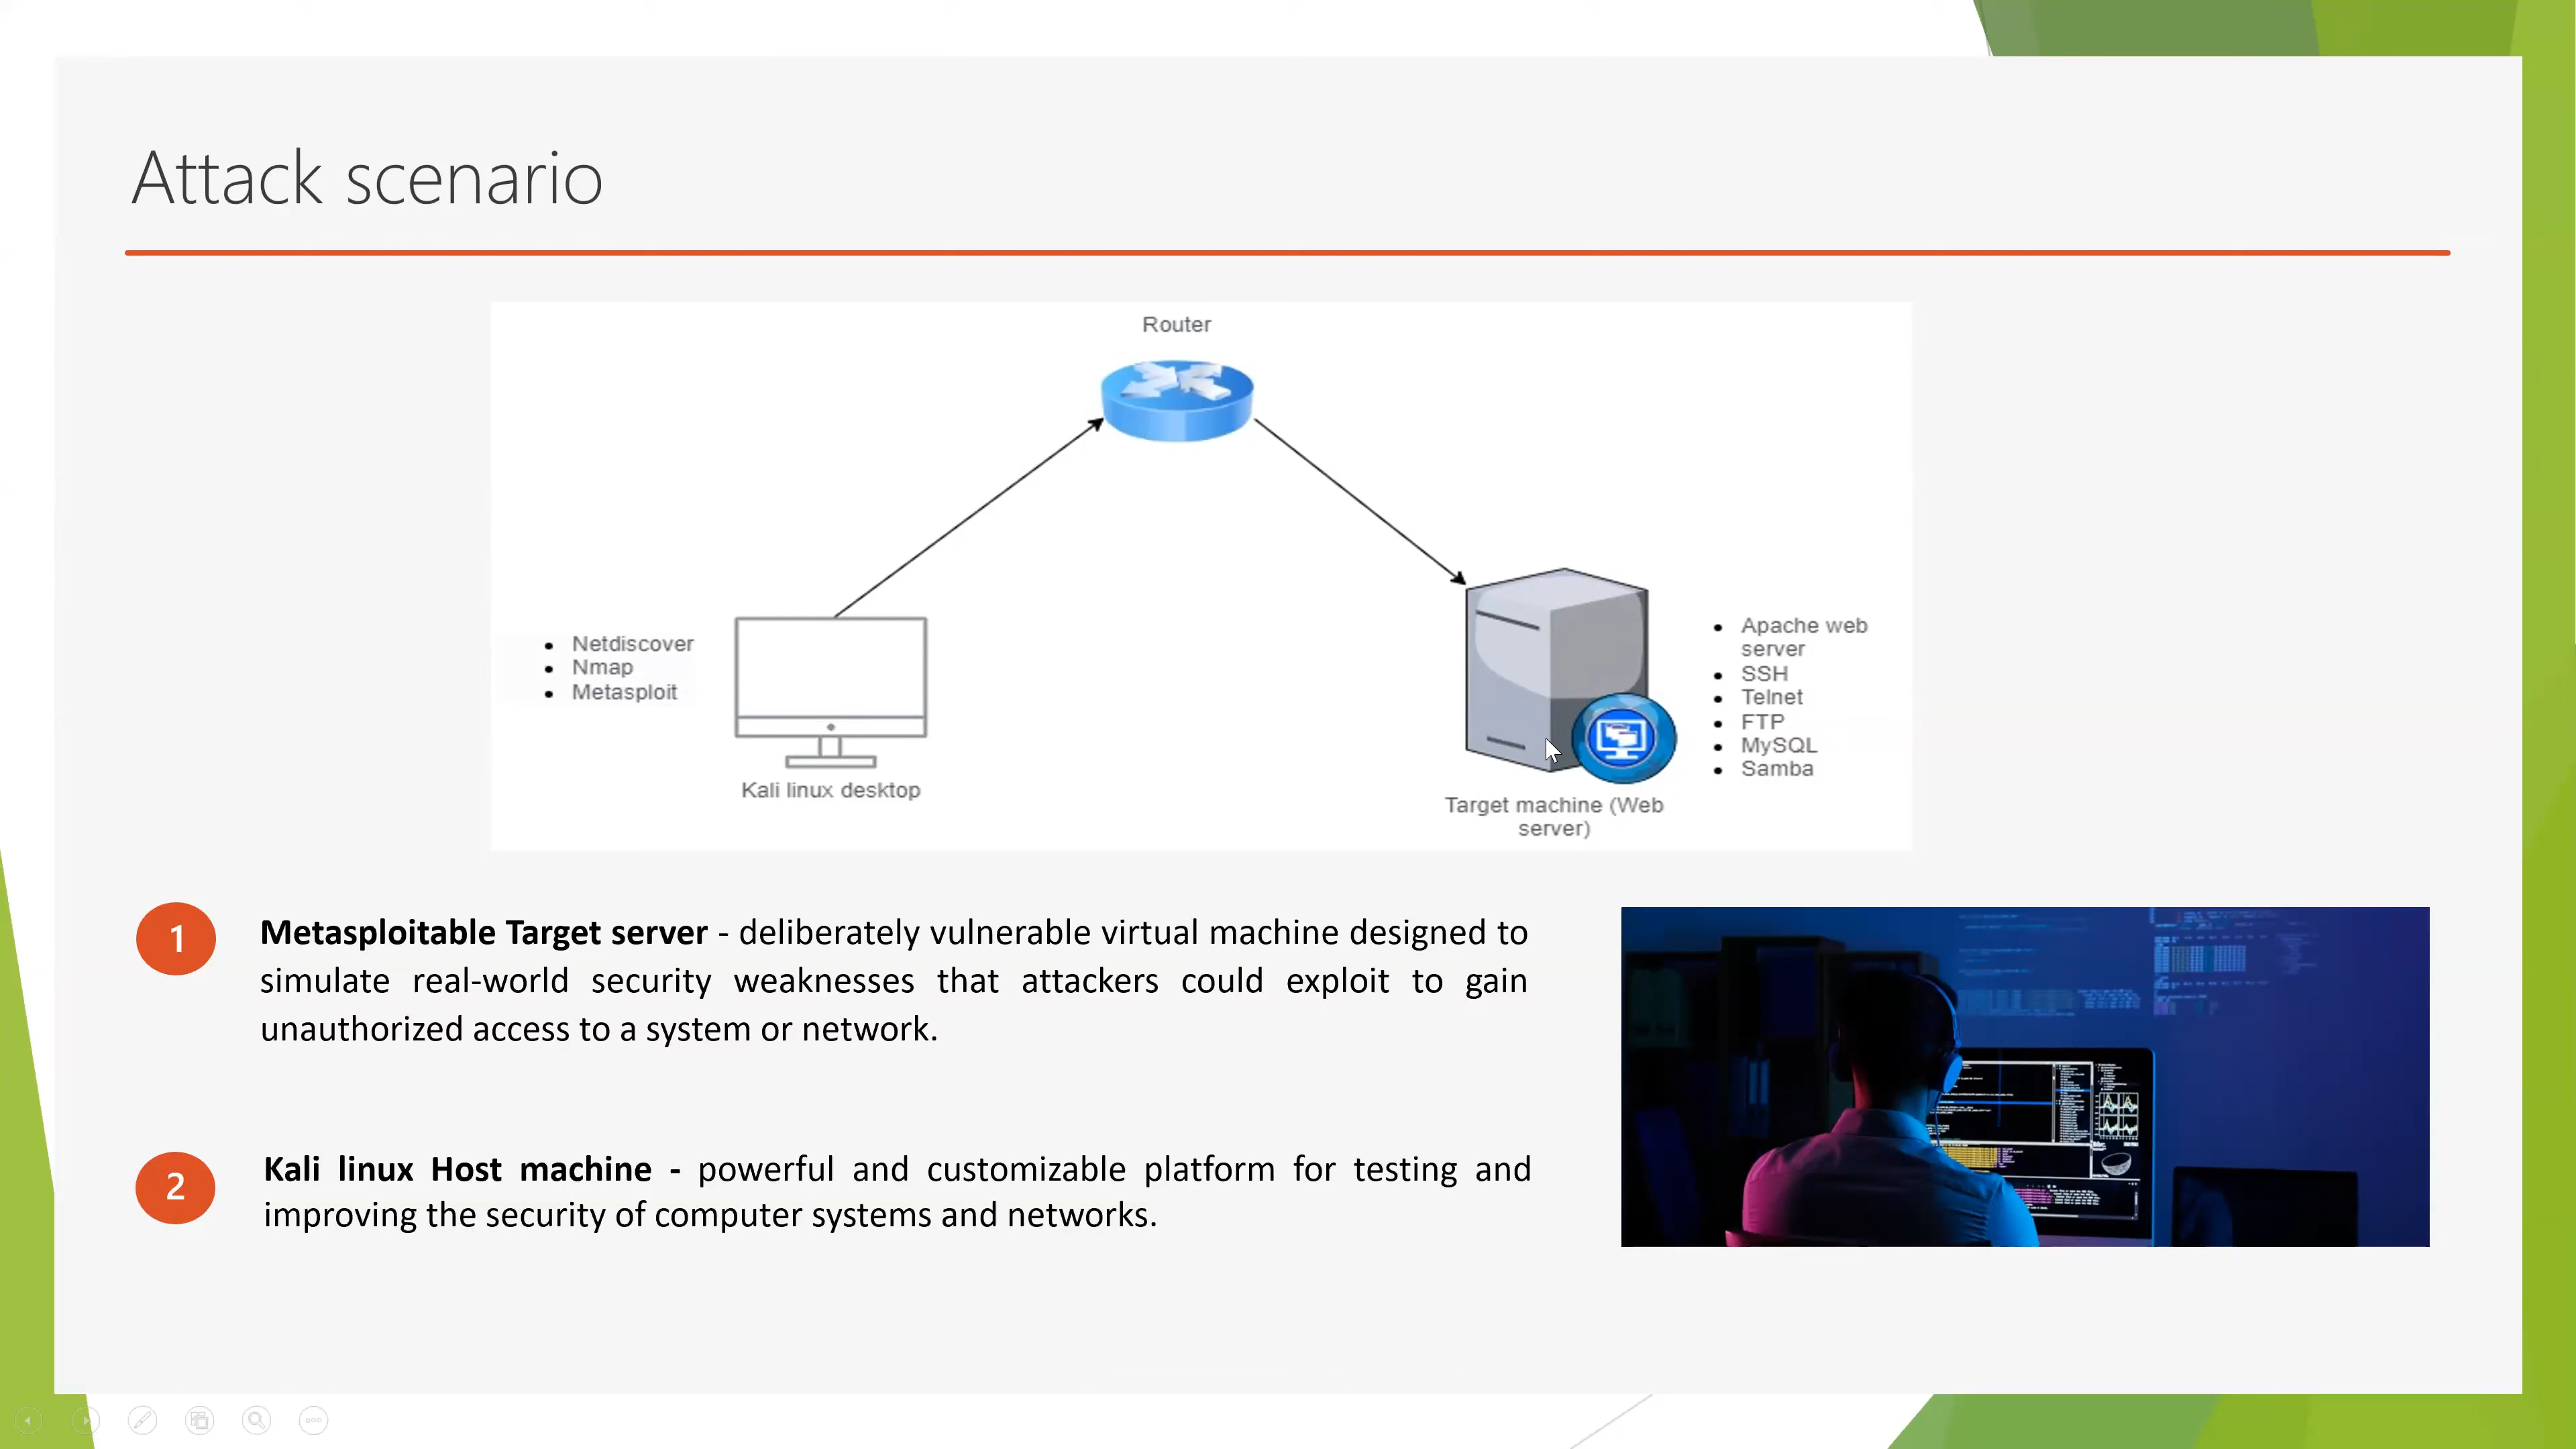 Attack scenario
Router
Netdiscover
Nmap
Metasploit
Kali linux desktop
Apache web
server
SSH
Telnet
FTP
MySQL
Samba
Target machine (Web
server)
1
Metasploitable Target server - deliberately vulnerable virtual machine designed to
simulate real-world security weaknesses that attackers could exploit to gain
unauthorized access to a system or network.
2
Kali linux Host machine - powerful and customizable platform for testing and
improving the security of computer systems and networks.